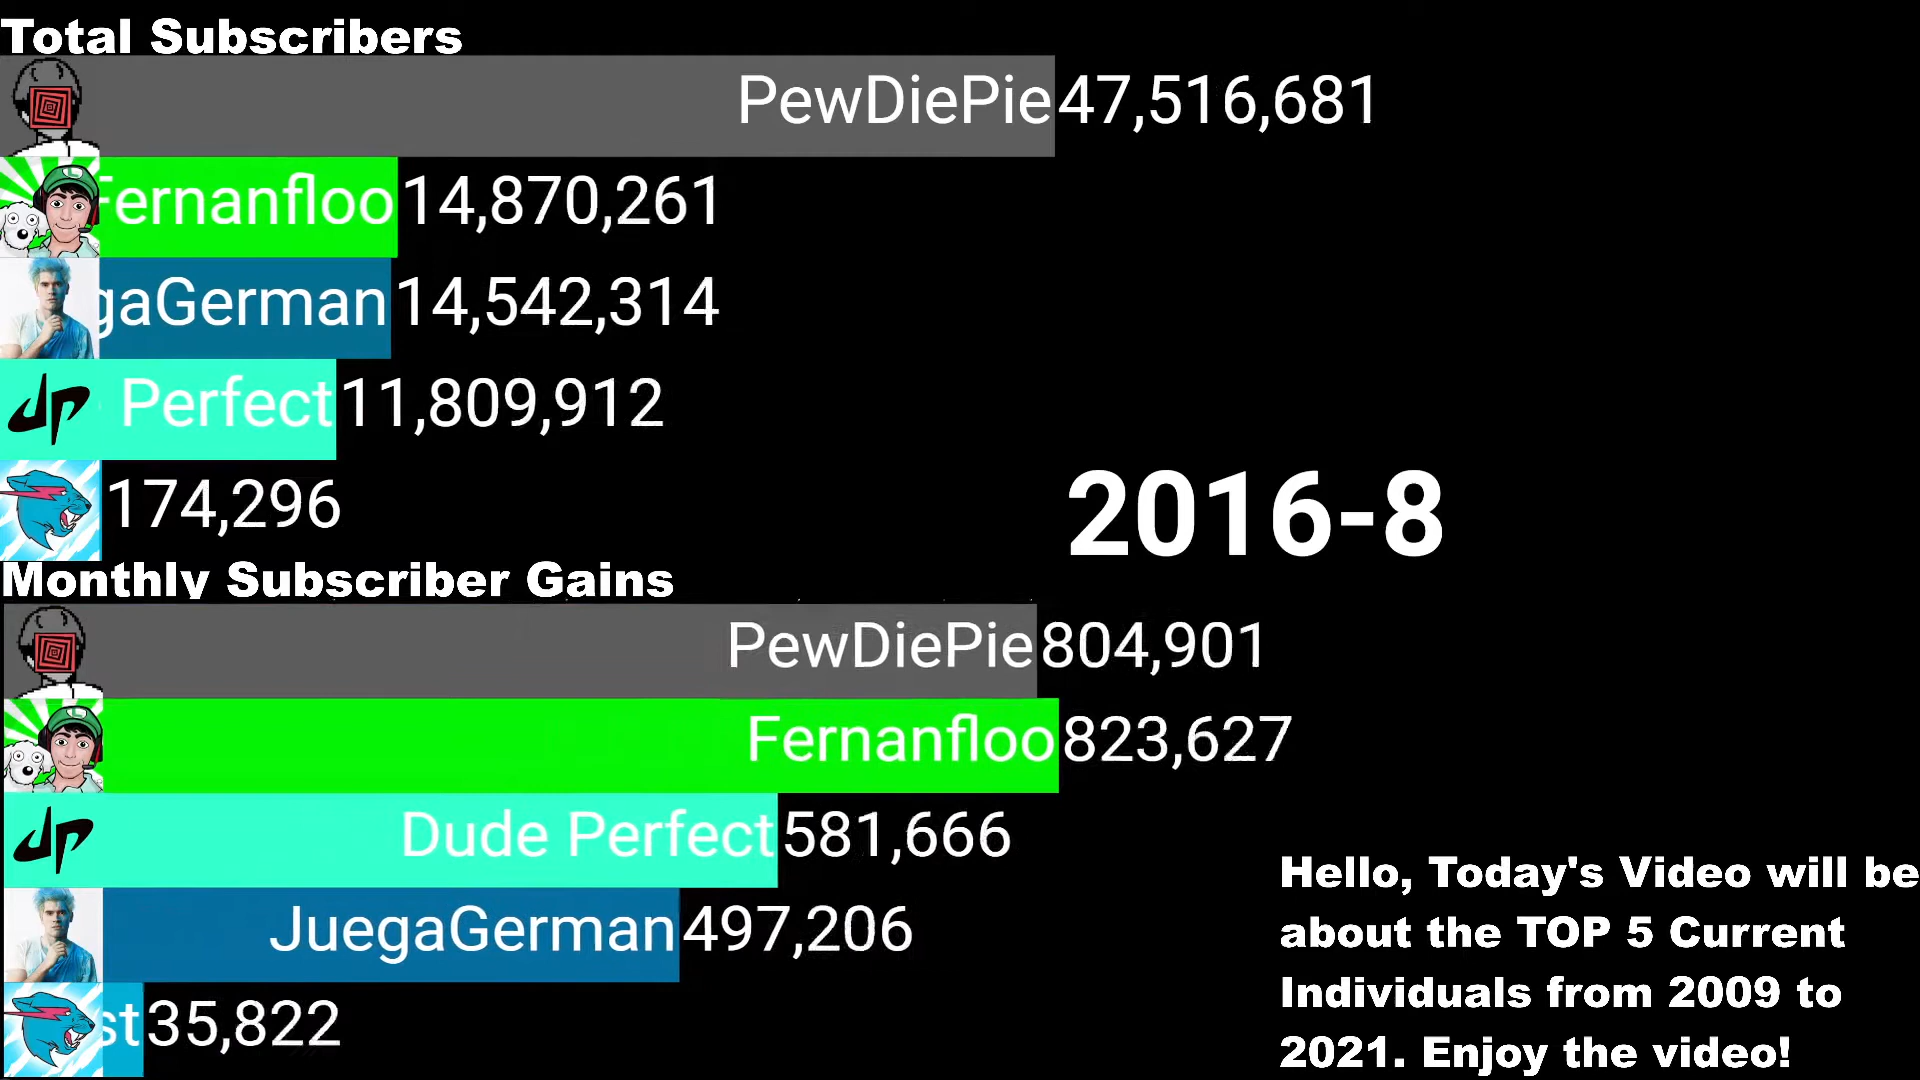 Total Subscribers
PewDiePie 47,516,681
Fernanfloo 14,870,261
gaGerman 14,542,314
Perfect 11,809,912
174,296
2016-8
Monthly Subscriber Gains
PewDiePie 804,901
Fernanfloo 823,627
Dude Perfect 581,666
JuegaGerman 497,206
st 35,822
Hello, Today's Video will be
about the TOP 5 Current
Individuals from 2009 to
2021. Enjoy the video!